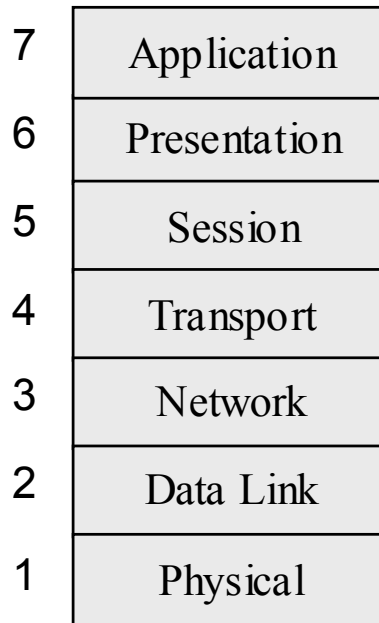 7 Application
6 Presentation
5 Session
4 Transport
3 Network
2 Data Link
1 Physical